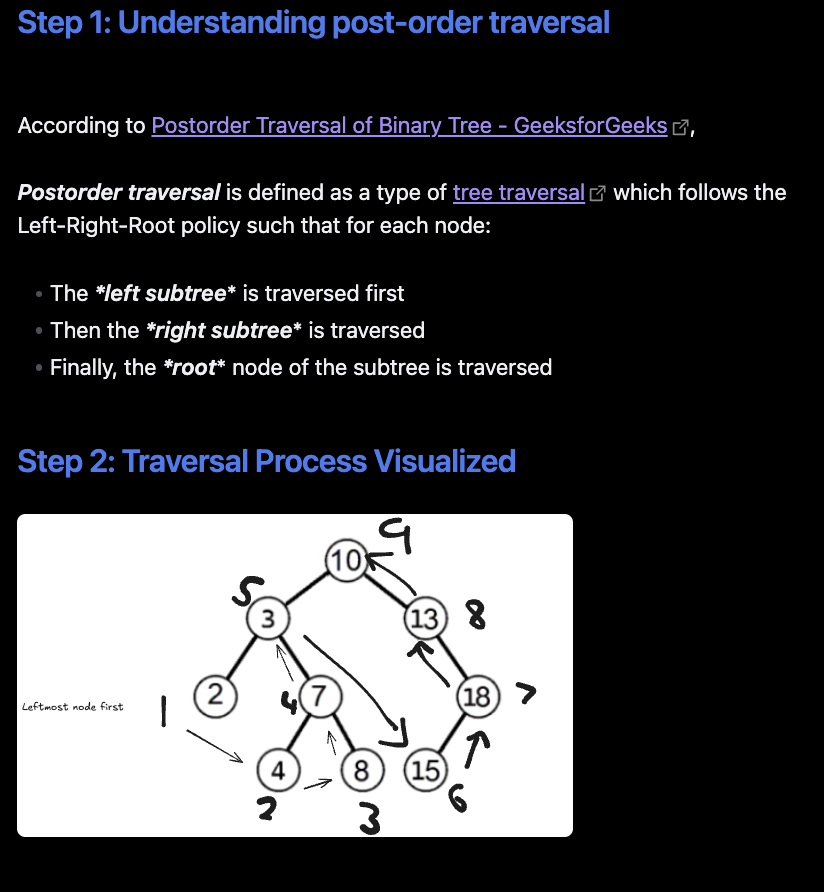 Step 1: Understanding post-order traversal
According to Postorder Traversal of Binary Tree - GeeksforGeeks,
Postorder traversal is defined as a type of tree traversal which follows the
Left-Right-Root policy such that for each node:
• The *left subtree* is traversed first
• Then the *right subtree* is traversed
• Finally, the *root* node of the subtree is traversed
Step 2: Traversal Process Visualized
10 9
5
3 13 8
Leftmost node first 1 2 4 7 18 7
4 8 15
2 3 6